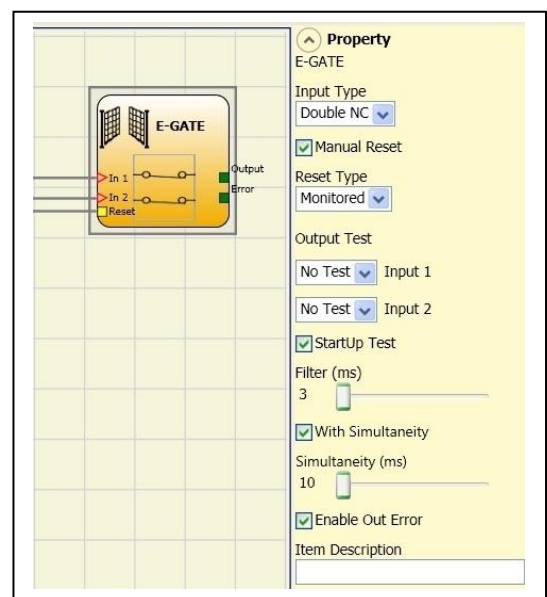 E-GATE
In 1
In 2
Reset
Output
Error
Property
E-GATE
Input Type
Double NC
Manual Reset
Reset Type
Monitored
Output Test
No Test Input 1
No Test Input 2
StartUp Test
Filter (ms)
3
With Simultaneity
Simultaneity (ms)
10
Enable Out Error
Item Description